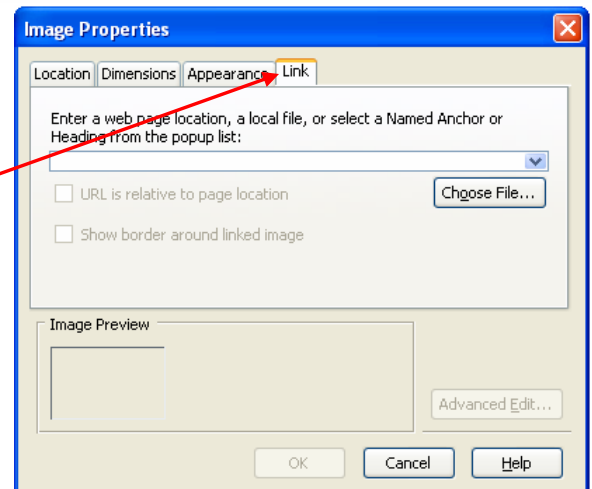 Image Properties
Location Dimensions Appearance Link
Enter a web page location, a local file, or select a Named Anchor or
Heading from the popup list:
URL is relative to page location
Choose File...
Show border around linked image
Image Preview
Advanced Edit...
OK Cancel Help